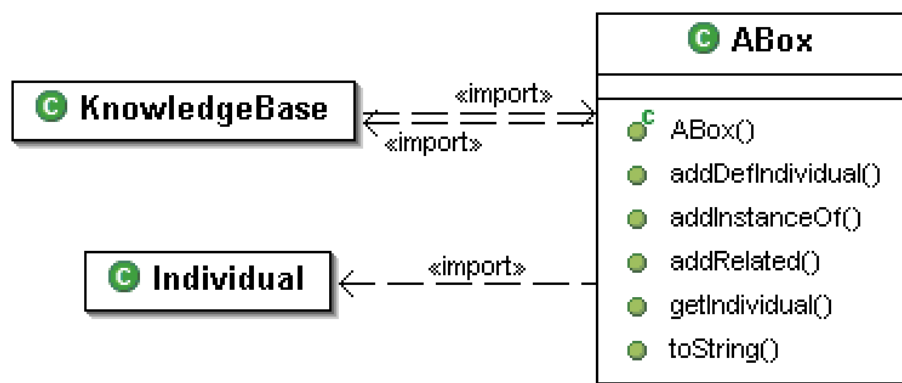 C KnowledgeBase
«import»
«import»
C Individual
«import»
C ABox
C ABox()
addDefIndividual()
addInstanceOf()
addRelated()
getIndividual()
toString()